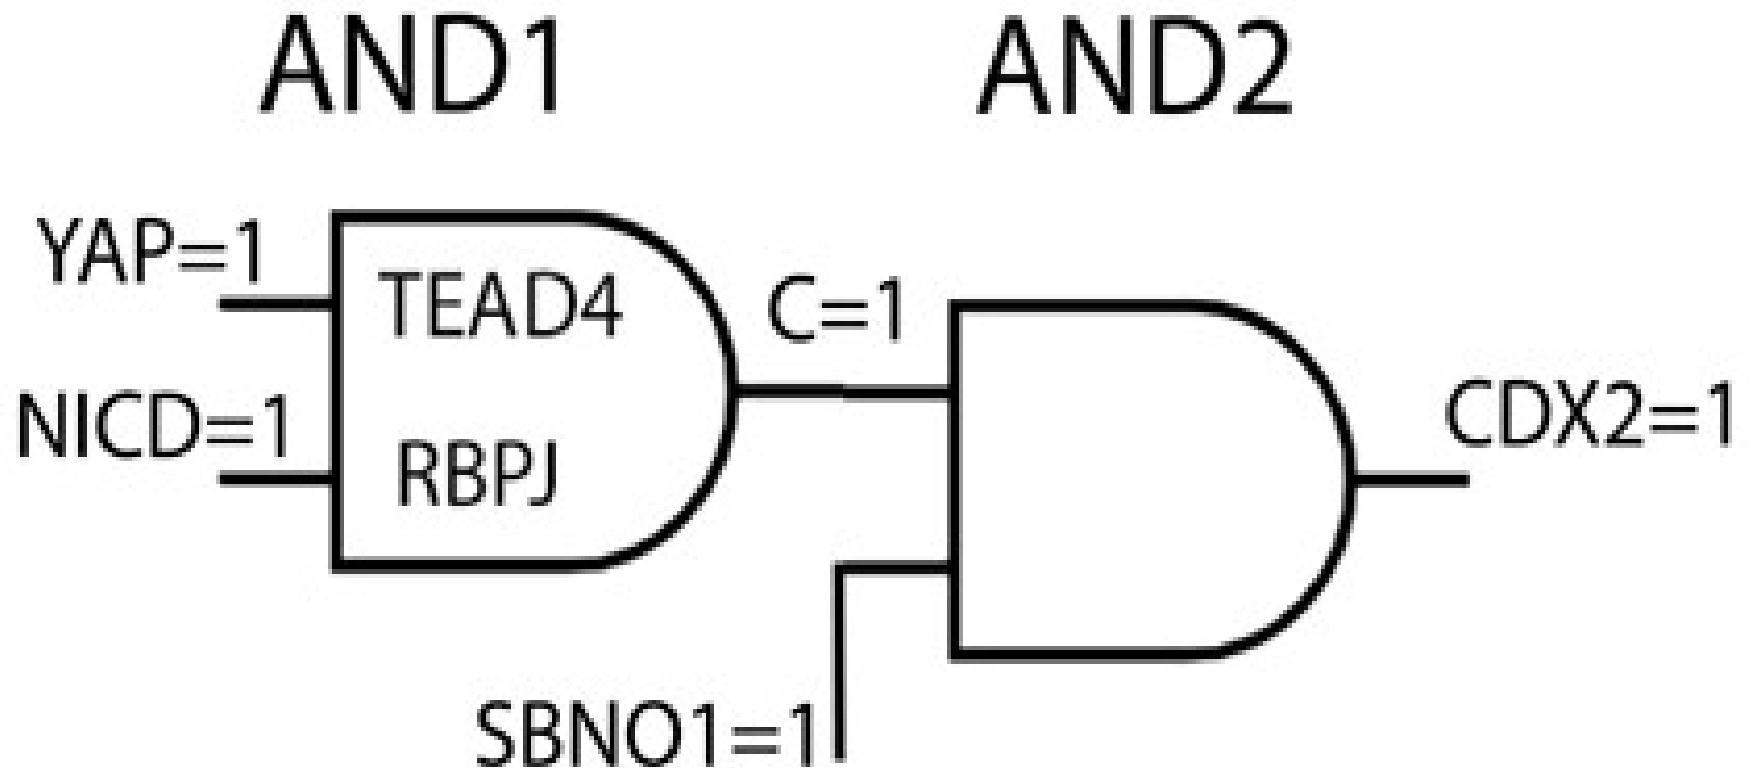 AND1
AND2
YAP=1
TEAD4
C=1
NICD=1
RBPJ
CDX2=1
SBNO1=1